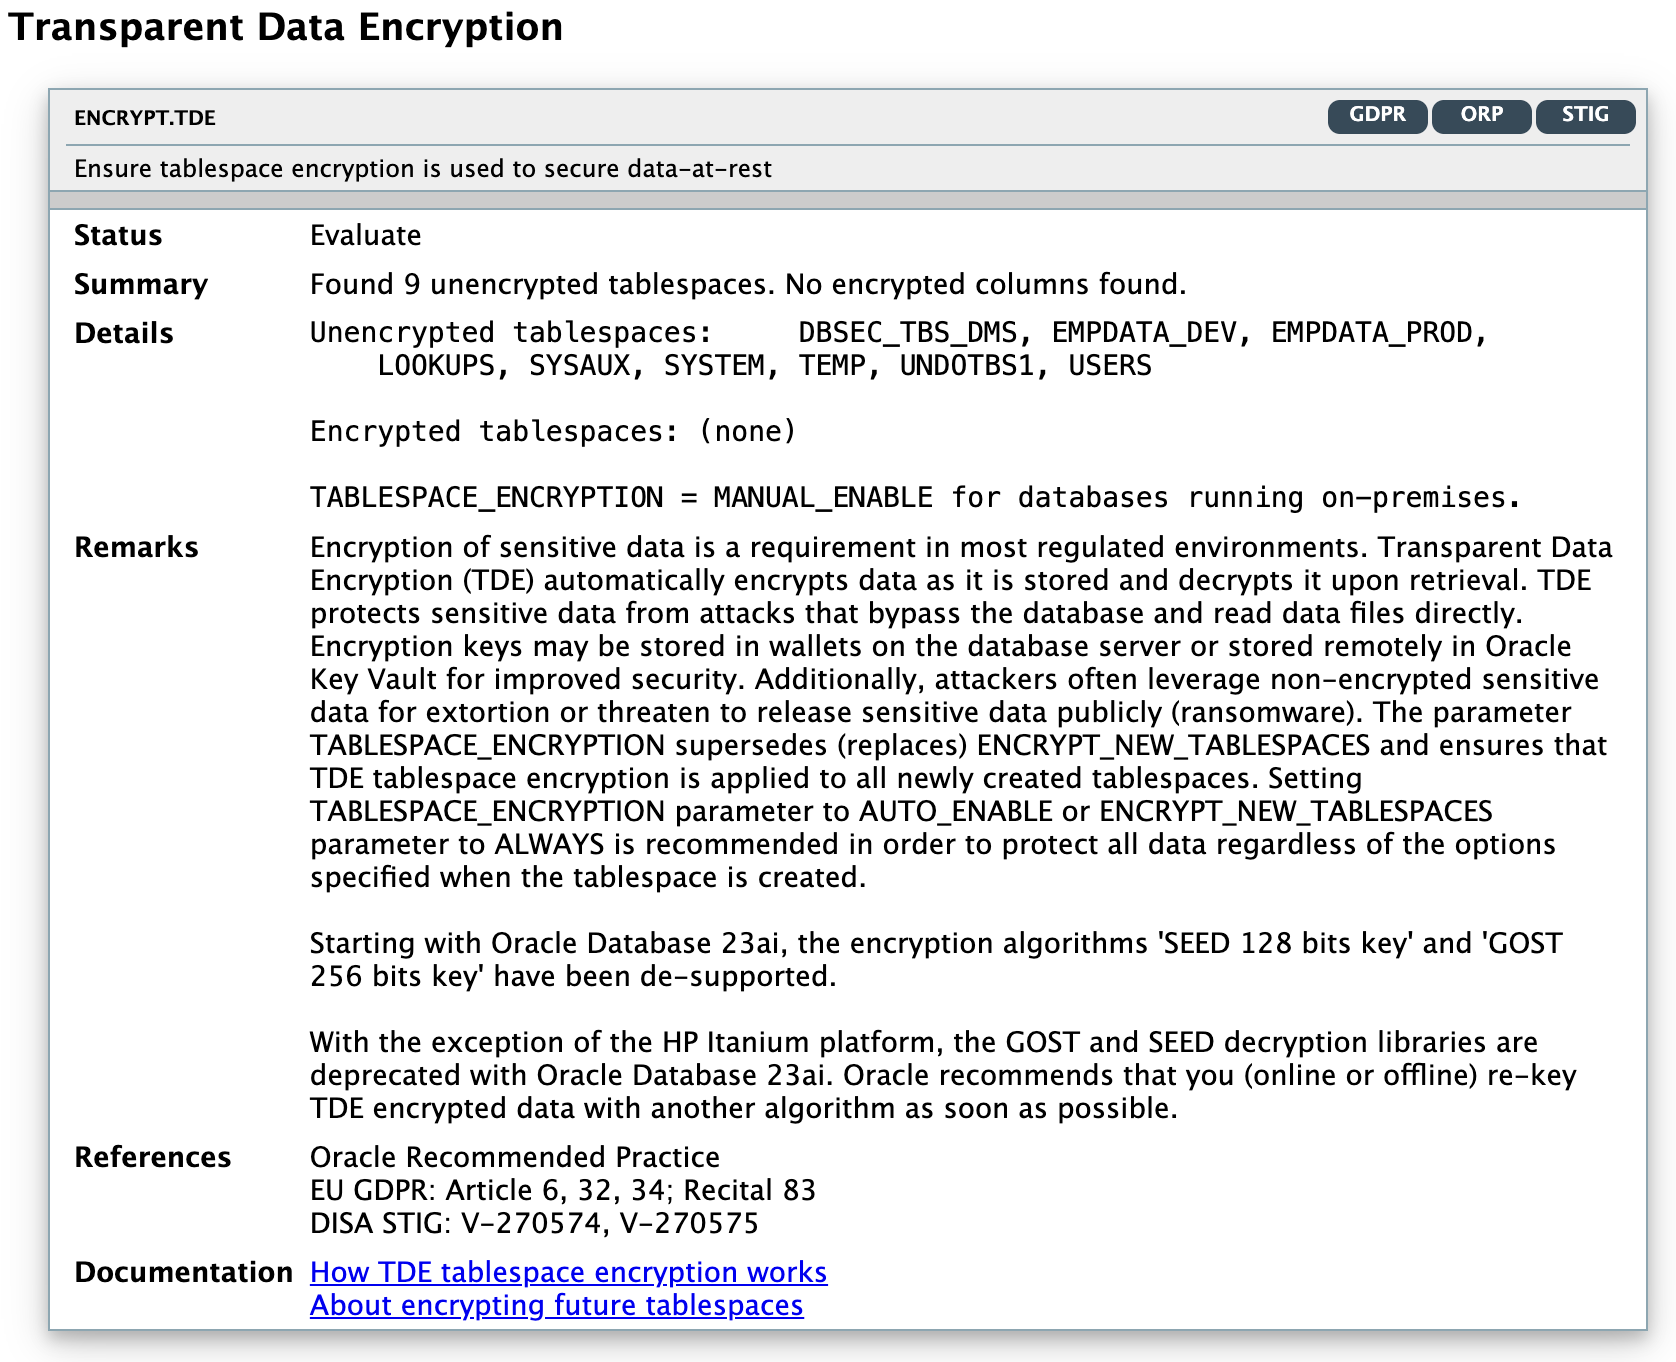 Transparent Data Encryption
ENCRYPT.TDE
GDPR ORP STIG
Ensure tablespace encryption is used to secure data-at-rest
Status Evaluate
Summary Found 9 unencrypted tablespaces. No encrypted columns found.
Details Unencrypted tablespaces: DBSEC_TBS_DMS, EMPDATA_DEV, EMPDATA_PROD,
LOOKUPS, SYSAUX, SYSTEM, TEMP, UNDOTBS1, USERS
Encrypted tablespaces: (none)
TABLESPACE_ENCRYPTION = MANUAL_ENABLE for databases running on-premises.
Remarks Encryption of sensitive data is a requirement in most regulated environments. Transparent Data
Encryption (TDE) automatically encrypts data as it is stored and decrypts it upon retrieval. TDE
protects sensitive data from attacks that bypass the database and read data files directly.
Encryption keys may be stored in wallets on the database server or stored remotely in Oracle
Key Vault for improved security. Additionally, attackers often leverage non-encrypted sensitive
data for extortion or threaten to release sensitive data publicly (ransomware). The parameter
TABLESPACE_ENCRYPTION supersedes (replaces) ENCRYPT_NEW_TABLESPACES and ensures that
TDE tablespace encryption is applied to all newly created tablespaces. Setting
TABLESPACE_ENCRYPTION parameter to AUTO_ENABLE or ENCRYPT_NEW_TABLESPACES
parameter to ALWAYS is recommended in order to protect all data regardless of the options
specified when the tablespace is created.
Starting with Oracle Database 23ai, the encryption algorithms 'SEED 128 bits key' and 'GOST
256 bits key' have been de-supported.
With the exception of the HP Itanium platform, the GOST and SEED decryption libraries are
deprecated with Oracle Database 23ai. Oracle recommends that you (online or offline) re-key
TDE encrypted data with another algorithm as soon as possible.
References Oracle Recommended Practice
EU GDPR: Article 6, 32, 34; Recital 83
DISA STIG: V-270574, V-270575
Documentation How TDE tablespace encryption works
About encrypting future tablespaces